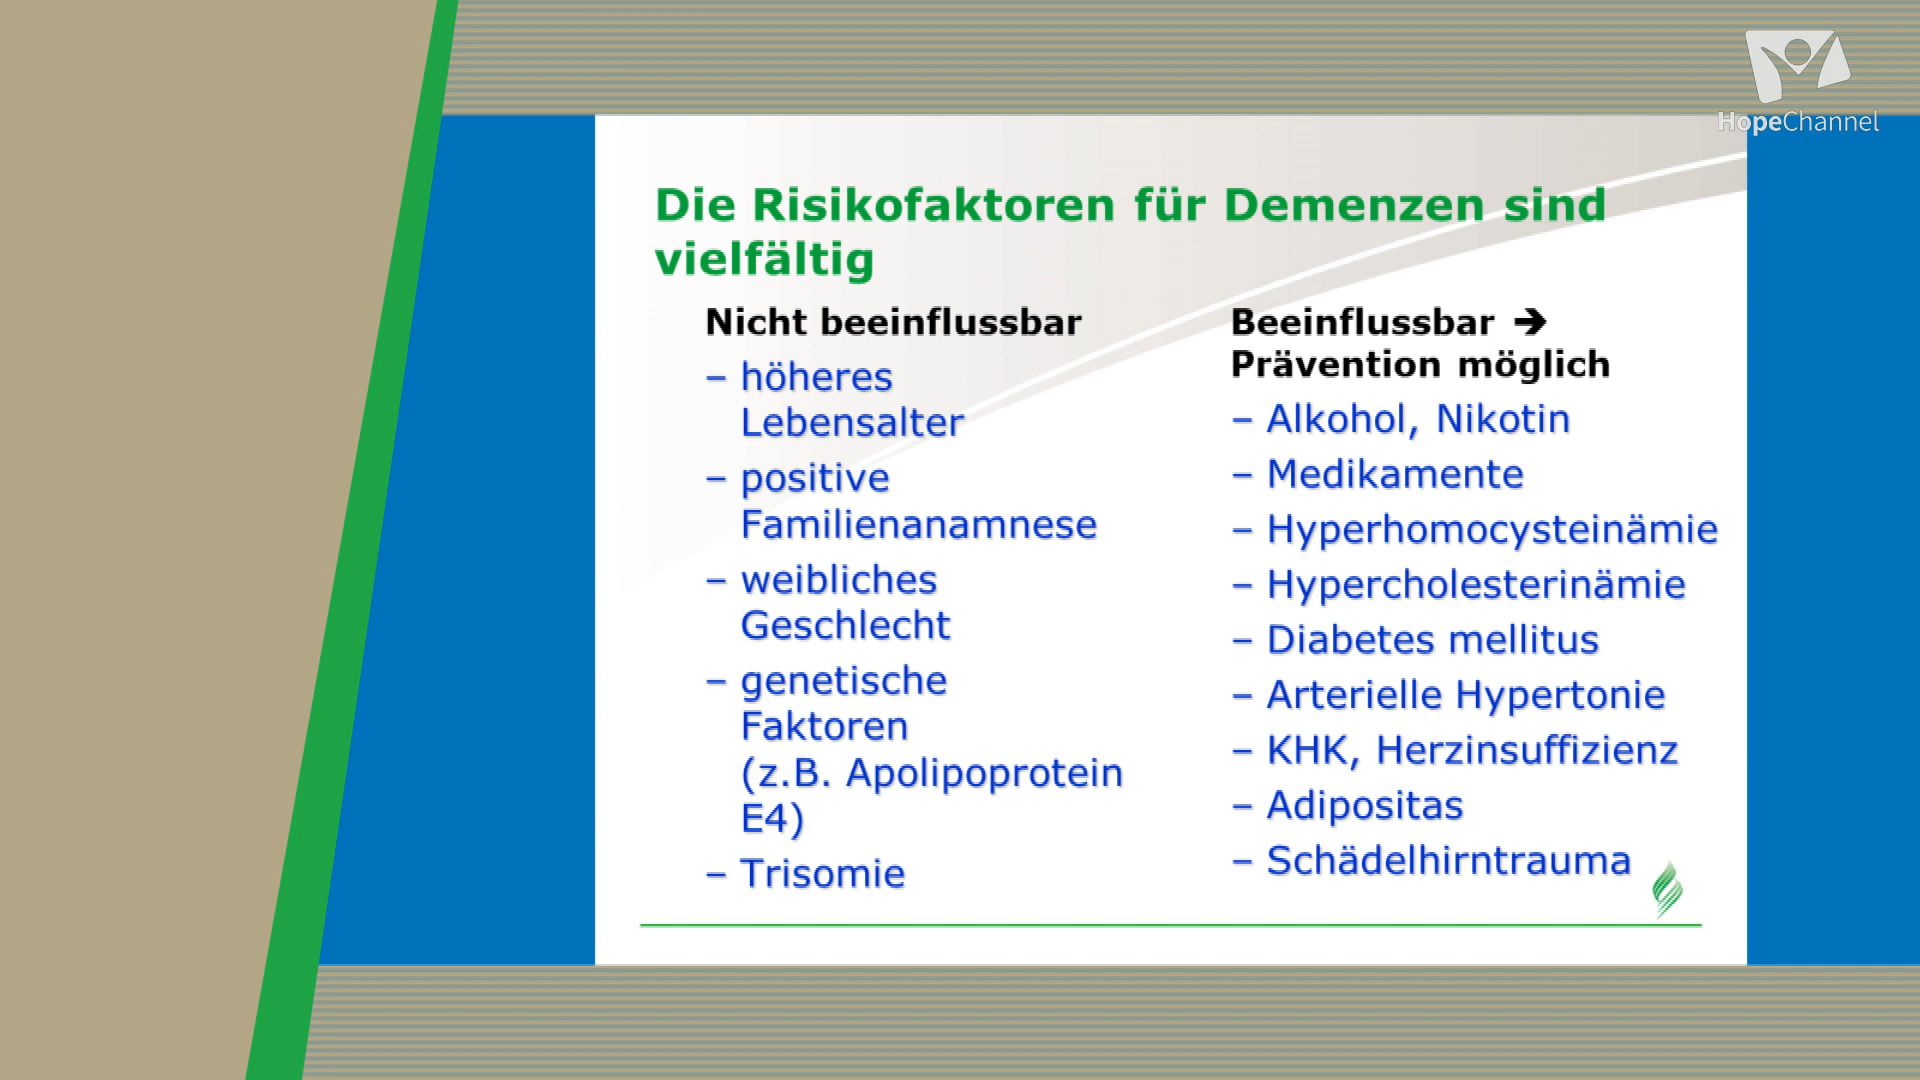 HopeChannel
Die Risikofaktoren für Demenzen sind
vielfältig
Nicht beeinflussbar
– höheres
Lebensalter
– positive
Familienanamnese
– weibliches
Geschlecht
– genetische
Faktoren
(z.B. Apolipoprotein
E4)
– Trisomie
Beeinflussbar ➔
Prävention möglich
– Alkohol, Nikotin
– Medikamente
– Hyperhomocysteinämie
– Hypercholesterinämie
– Diabetes mellitus
– Arterielle Hypertonie
– KHK, Herzinsuffizienz
– Adipositas
– Schädelhirntrauma